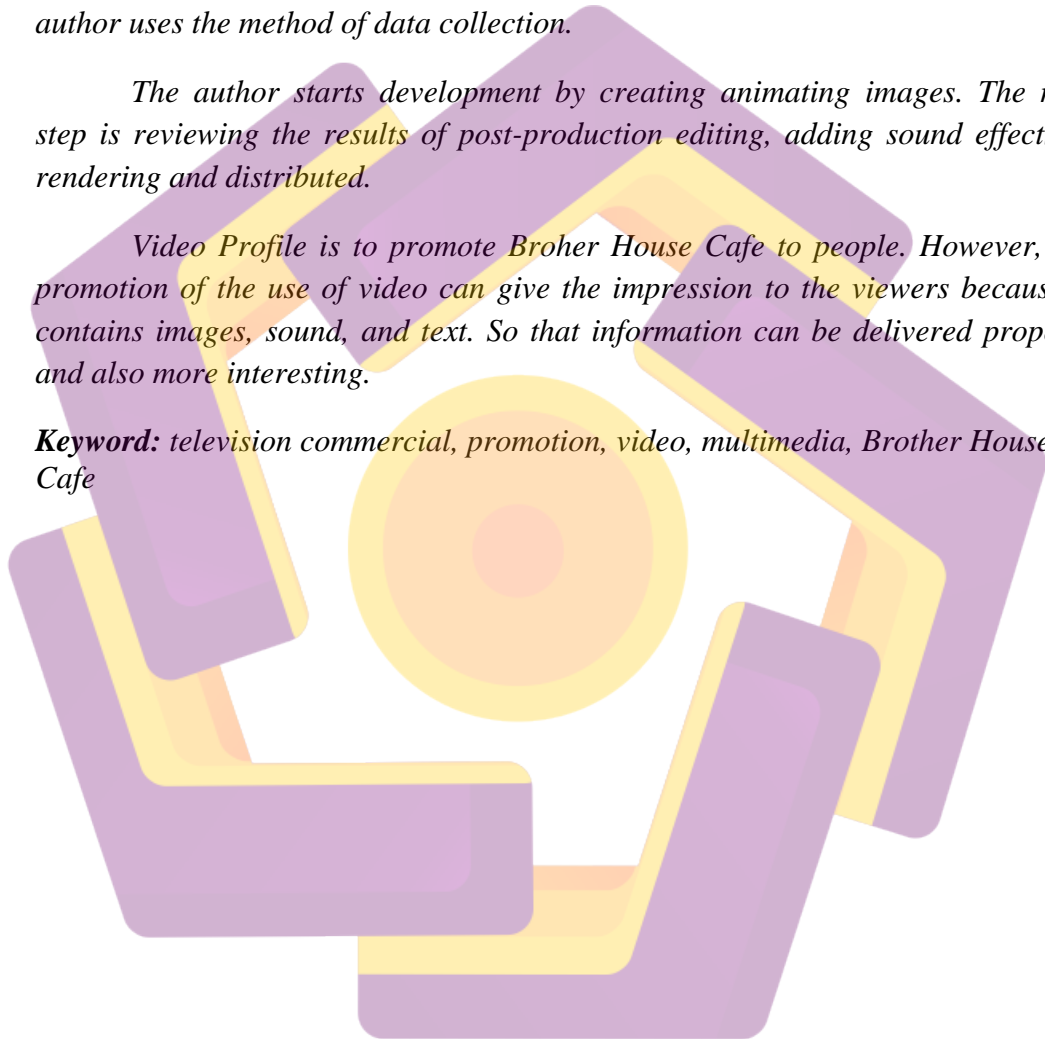 author uses the method of data collection.
The author starts development by creating animating images. The
step is reviewing the results of post-production editing, adding sound
rendering and distributed.
Video Profile is to promote Broher House Cafe to people. However,
promotion of the use of video can give the impression to the viewers
contains images, sound, and text. So that information can be delivered
and also more interesting.
Keyword: television commercial, promotion, video, multimedia, Brother House
Cafe